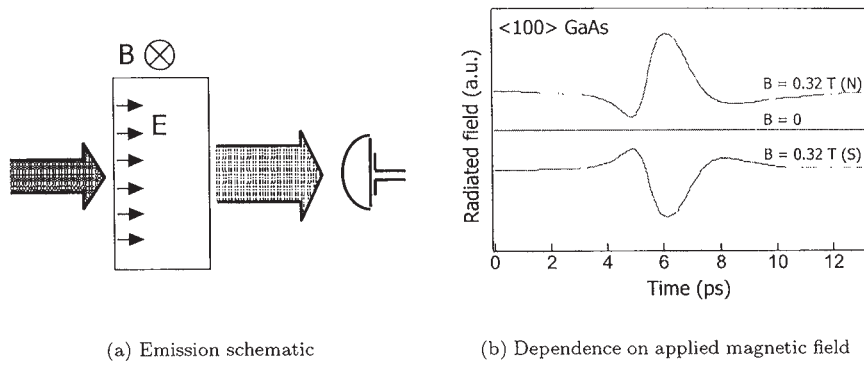 B
E
(a) Emission schematic
<100> GaAs
Radiated field (a.u.)
B = 0.32 T (N)
B = 0
B = 0.32 T (S)
0 2 4 6 8 10 12
Time (ps)
(b) Dependence on applied magnetic field